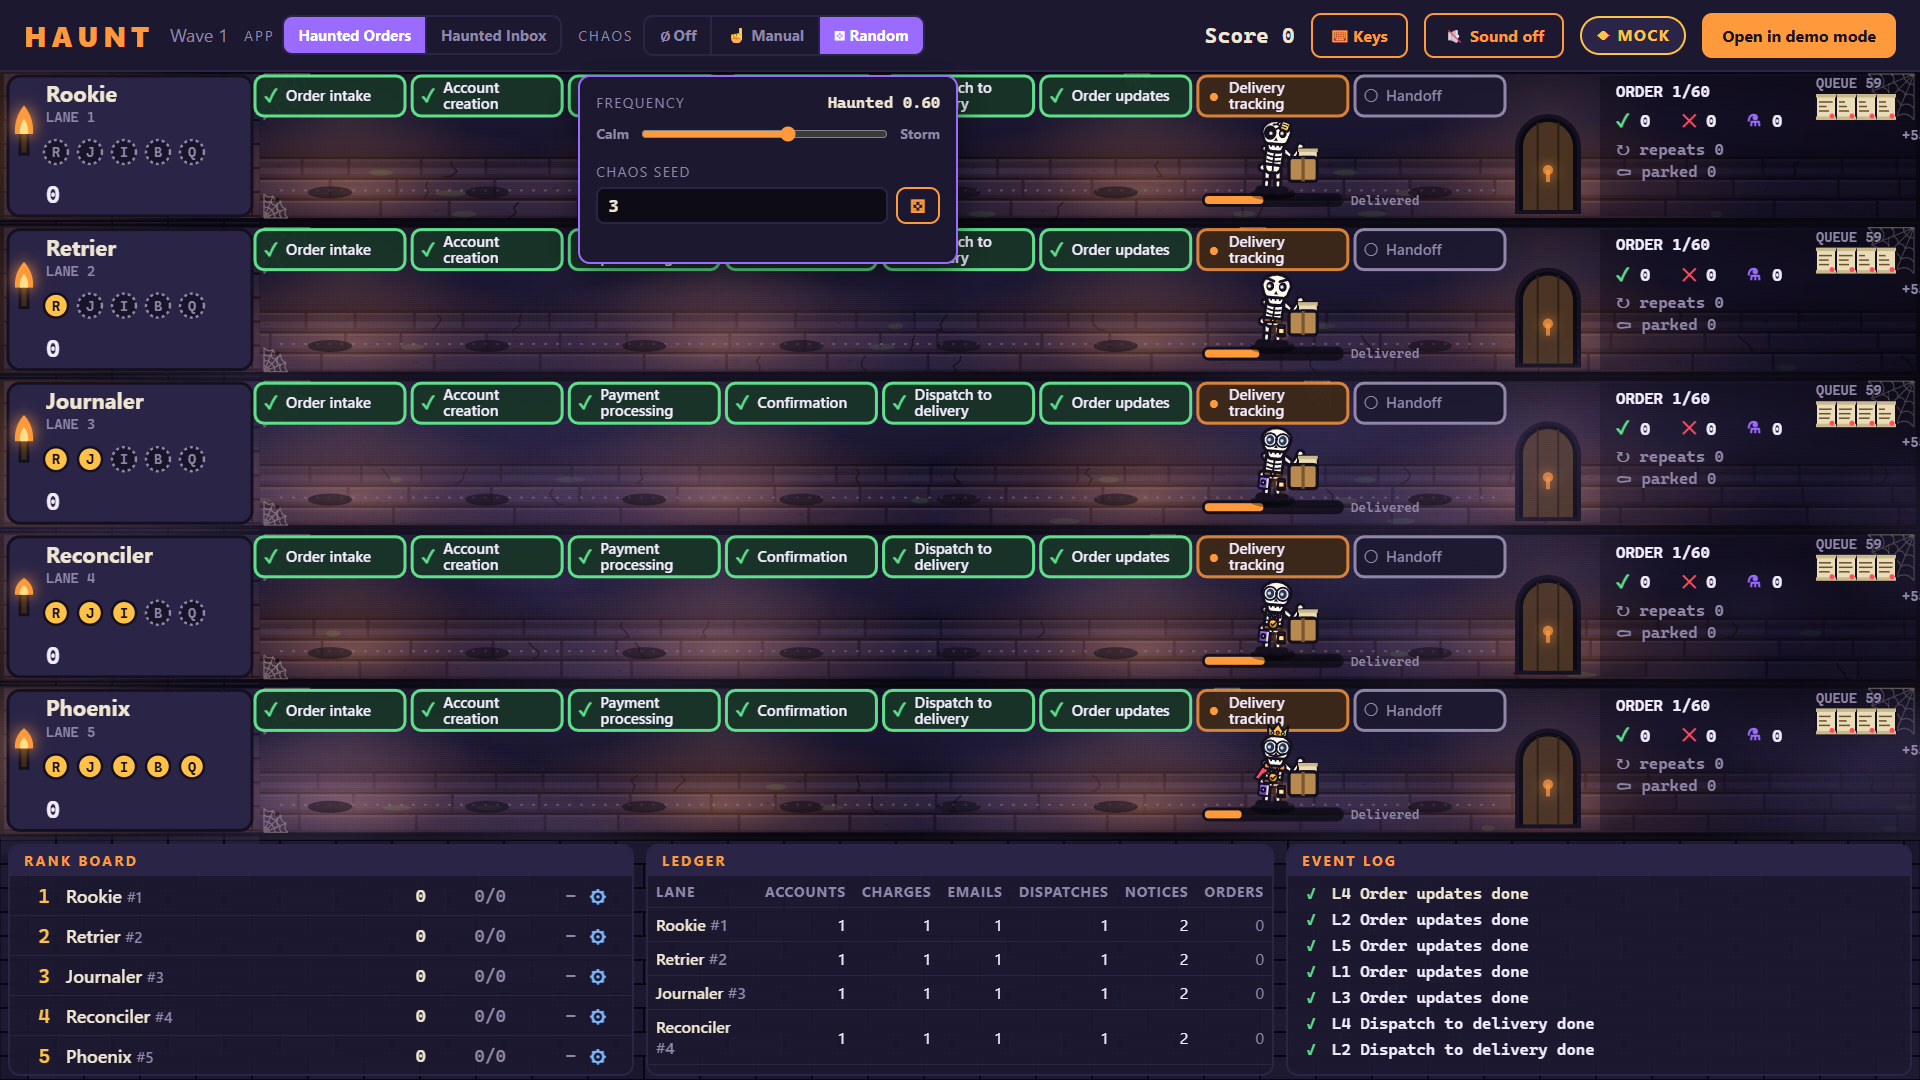 HAUNT Wave 1 APP Haunted Orders Haunted Inbox CHAOS Off Manual Random Score 0 Keys Sound off MOCK Open in demo mode
FREQUENCY Haunted 0.60
Calm Storm
CHAOS SEED
3
Rookie
LANE 1
R J I B Q
0
✓ Order intake
✓ Account creation
✓ Order updates
Delivery tracking
Handoff
Delivered
ORDER 1/60
✓ 0 ✕ 0 0
↻ repeats 0
parked 0
QUEUE 59
Retrier
LANE 2
R J I B Q
0
✓ Order intake
✓ Account creation
✓ Order updates
Delivery tracking
Handoff
Delivered
ORDER 1/60
✓ 0 ✕ 0 0
↻ repeats 0
parked 0
QUEUE 59
Journaler
LANE 3
R J I B Q
0
✓ Order intake
✓ Account creation
✓ Payment processing
✓ Confirmation
✓ Dispatch to delivery
✓ Order updates
Delivery tracking
Handoff
Delivered
ORDER 1/60
✓ 0 ✕ 0 0
↻ repeats 0
parked 0
QUEUE 59
Reconciler
LANE 4
R J I B Q
0
✓ Order intake
✓ Account creation
✓ Payment processing
✓ Confirmation
✓ Dispatch to delivery
✓ Order updates
Delivery tracking
Handoff
Delivered
ORDER 1/60
✓ 0 ✕ 0 0
↻ repeats 0
parked 0
QUEUE 59
Phoenix
LANE 5
R J I B Q
0
✓ Order intake
✓ Account creation
✓ Payment processing
✓ Confirmation
✓ Dispatch to delivery
✓ Order updates
Delivery tracking
Handoff
Delivered
ORDER 1/60
✓ 0 ✕ 0 0
↻ repeats 0
parked 0
QUEUE 59
RANK BOARD
1 Rookie #1 0 0/0 –
2 Retrier #2 0 0/0 –
3 Journaler #3 0 0/0 –
4 Reconciler #4 0 0/0 –
5 Phoenix #5 0 0/0 –
LEDGER
LANE ACCOUNTS CHARGES EMAILS DISPATCHES NOTICES ORDERS
Rookie #1 1 1 1 1 2 0
Retrier #2 1 1 1 1 2 0
Journaler #3 1 1 1 1 2 0
Reconciler #4 1 1 1 1 2 0
EVENT LOG
✓ L4 Order updates done
✓ L2 Order updates done
✓ L5 Order updates done
✓ L1 Order updates done
✓ L3 Order updates done
✓ L4 Dispatch to delivery done
✓ L2 Dispatch to delivery done